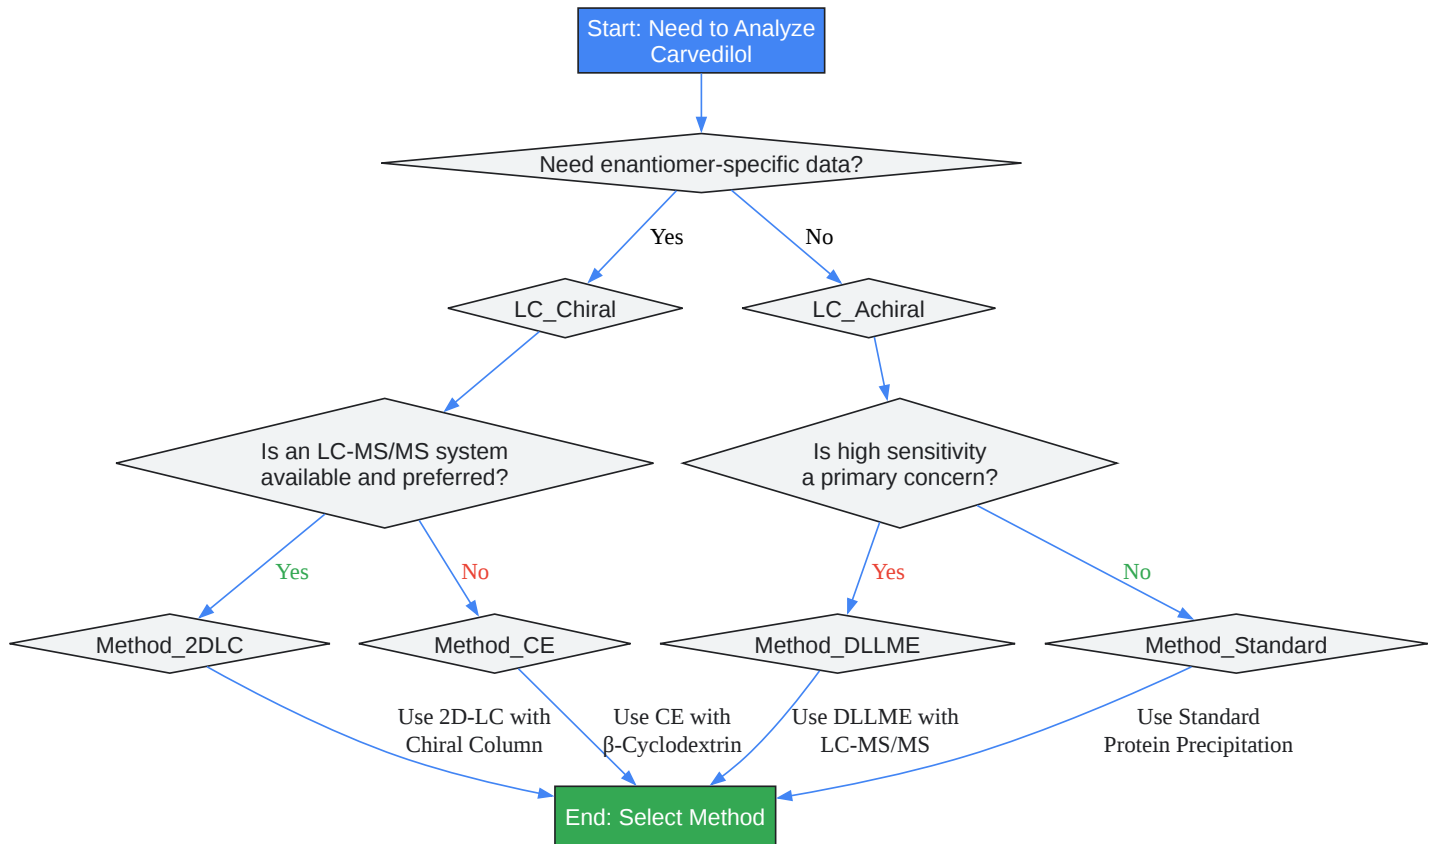 Start: Need to Analyze
Carvedilol
Need enantiomer-specific data?
Yes
No
LC_Chiral
LC_Achiral
Is an LC-MS/MS system
available and preferred?
Is high sensitivity
a primary concern?
Yes
No
Yes
No
Method_2DLC
Method_CE
Method_DLLME
Method_Standard
Use 2D-LC with
Chiral Column
Use CE with
β-Cyclodextrin
Use DLLME with
LC-MS/MS
Use Standard
Protein Precipitation
End: Select Method